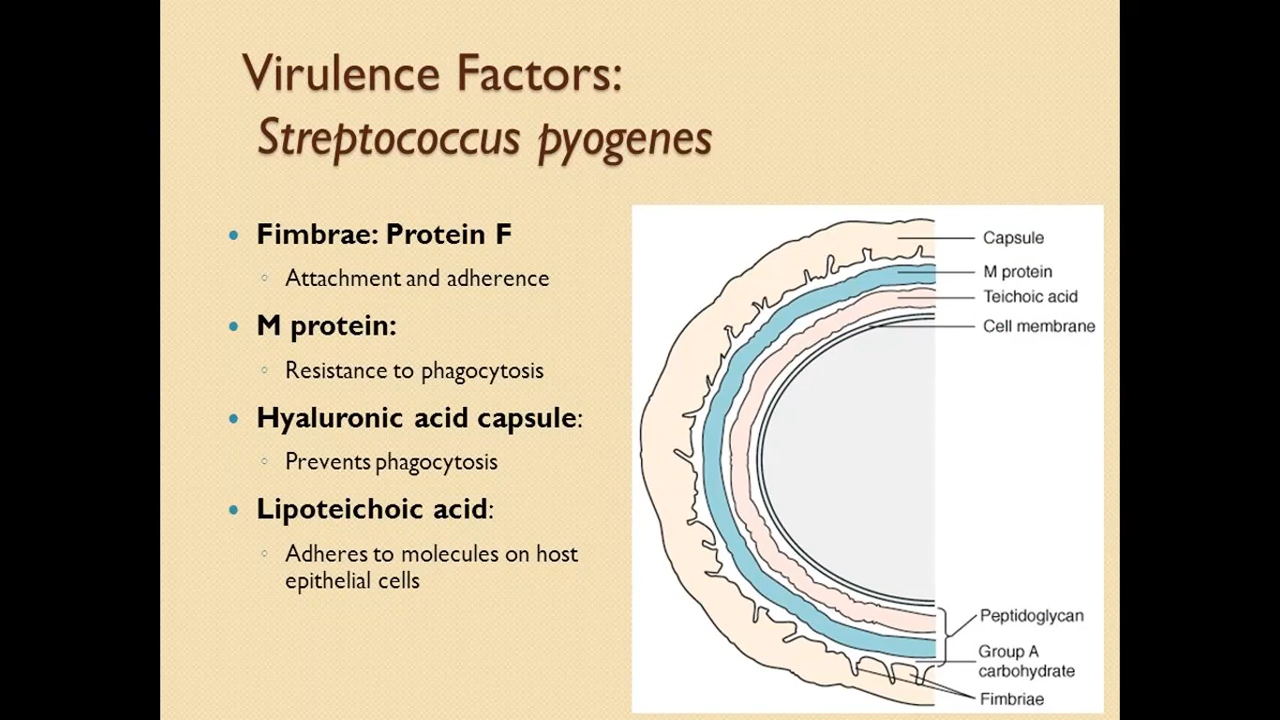 Virulence Factors:
Streptococcus pyogenes
• Fimbrae: Protein F
◦ Attachment and adherence
• M protein:
◦ Resistance to phagocytosis
• Hyaluronic acid capsule:
◦ Prevents phagocytosis
• Lipoteichoic acid:
◦ Adheres to molecules on host
epithelial cells
Capsule
M protein
Teichoic acid
Cell membrane
Peptidoglycan
Group A
carbohydrate
Fimbriae